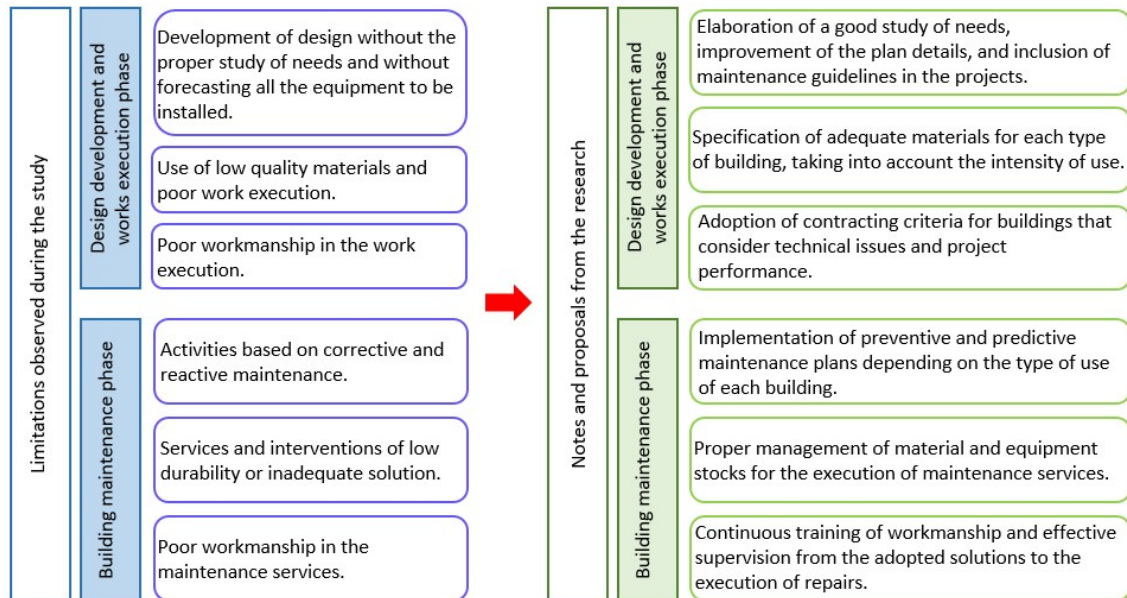 Limitations observed during the study
Design development and
works execution phase
Development of design without the
proper study of needs and without
forecasting all the equipment to be
installed.
Use of low quality materials and
poor work execution.
Poor workmanship in the work
execution.
Building maintenance phase
Activities based on corrective and
reactive maintenance.
Services and interventions of low
durability or inadequate solution.
Poor workmanship in the
maintenance services.
Notes and proposals from the research
Design development and
works execution phase
Elaboration of a good study of needs,
improvement of the plan details, and inclusion of
maintenance guidelines in the projects.
Specification of adequate materials for each type
of building, taking into account the intensity of use.
Adoption of contracting criteria for buildings that
consider technical issues and project
performance.
Building maintenance phase
Implementation of preventive and predictive
maintenance plans depending on the type of use
of each building.
Proper management of material and equipment
stocks for the execution of maintenance services.
Continuous training of workmanship and effective
supervision from the adopted solutions to the
execution of repairs.